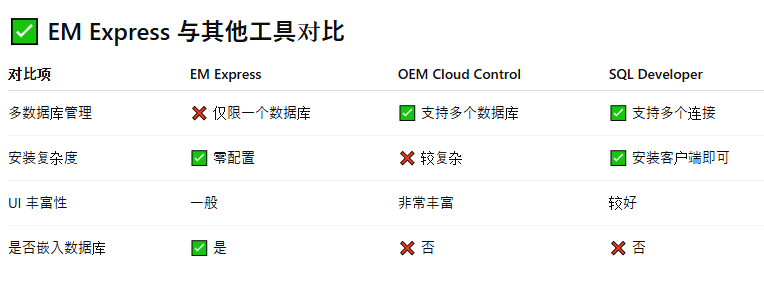 ✅ EM Express 与其他工具对比
对比项 EM Express OEM Cloud Control SQL Developer
多数据库管理 ❌ 仅限一个数据库 ✅ 支持多个数据库 ✅ 支持多个连接
安装复杂度 ✅ 零配置 ❌ 较复杂 ✅ 安装客户端即可
UI 丰富性 一般 非常丰富 较好
是否嵌入数据库 ✅ 是 ❌ 否 ❌ 否